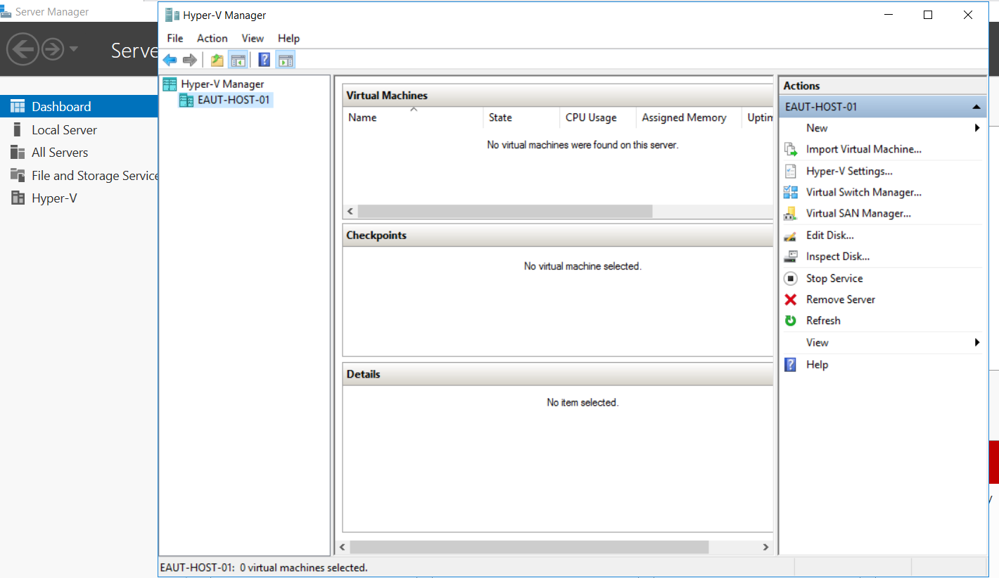 Server Manager
Serve
Dashboard
Local Server
All Servers
File and Storage Service
Hyper-V
Hyper-V Manager
File Action View Help
Hyper-V Manager
EAUT-HOST-01
Virtual Machines
Name State CPU Usage Assigned Memory Uptim
No virtual machines were found on this server.
Checkpoints
No virtual machine selected.
Details
No item selected.
Actions
EAUT-HOST-01
New
Import Virtual Machine...
Hyper-V Settings...
Virtual Switch Manager...
Virtual SAN Manager...
Edit Disk...
Inspect Disk...
Stop Service
Remove Server
Refresh
View
Help
EAUT-HOST-01: 0 virtual machines selected.